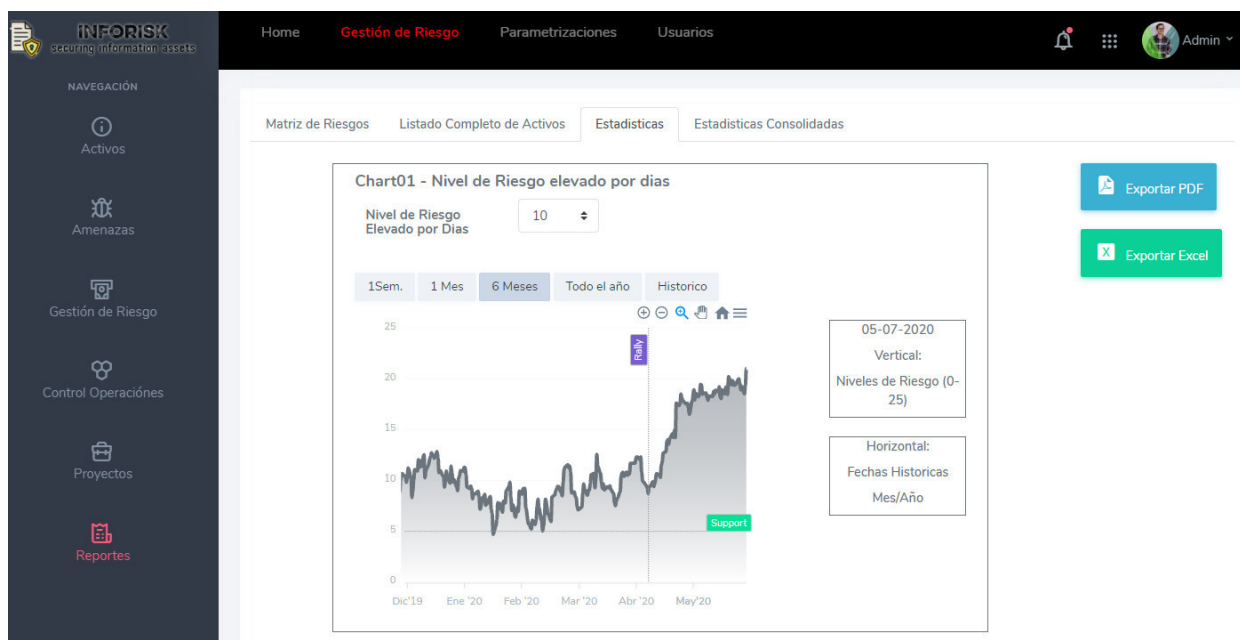 INFORISK
securing information assets
Home Gestión de Riesgo Parametrizaciones Usuarios
Admin
NAVEGACIÓN
Activos
Amenazas
Gestión de Riesgo
Control Operaciónes
Proyectos
Reportes
Matriz de Riesgos Listado Completo de Activos Estadisticas Estadisticas Consolidadas
Chart01 - Nivel de Riesgo elevado por dias
Nivel de Riesgo
Elevado por Dias
10
1Sem. 1 Mes 6 Meses Todo el año Historico
25
20
15
10
5
0
Rally
Support
Dic'19 Ene '20 Feb '20 Mar '20 Abr '20 May'20
05-07-2020
Vertical:
Niveles de Riesgo (0-
25)
Horizontal:
Fechas Historicas
Mes/Año
Exportar PDF
X Exportar Excel